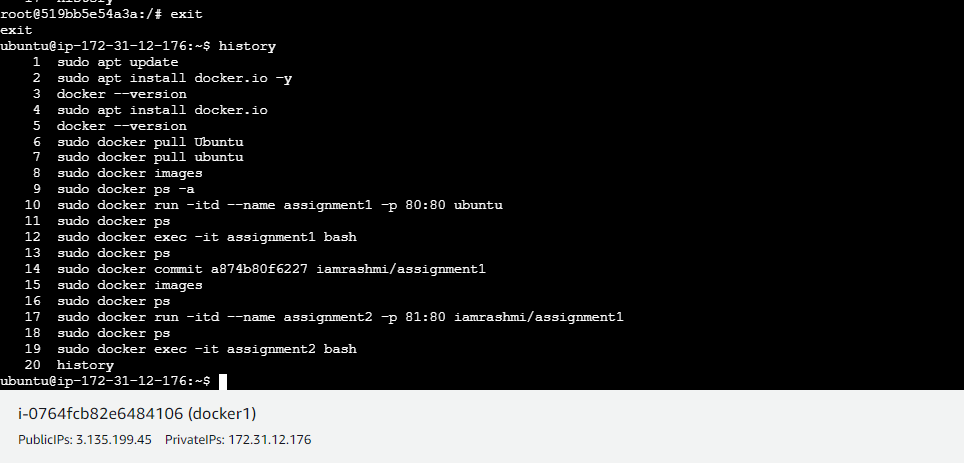 17 history
root@519bb5e54a3a:/# exit
exit
ubuntu@ip-172-31-12-176:~$ history
1 sudo apt update
2 sudo apt install docker.io -y
3 docker --version
4 sudo apt install docker.io
5 docker --version
6 sudo docker pull Ubuntu
7 sudo docker pull ubuntu
8 sudo docker images
9 sudo docker ps -a
10 sudo docker run -itd --name assignment1 -p 80:80 ubuntu
11 sudo docker ps
12 sudo docker exec -it assignment1 bash
13 sudo docker ps
14 sudo docker commit a874b80f6227 iamrashmi/assignment1
15 sudo docker images
16 sudo docker ps
17 sudo docker run -itd --name assignment2 -p 81:80 iamrashmi/assignment1
18 sudo docker ps
19 sudo docker exec -it assignment2 bash
20 history
ubuntu@ip-172-31-12-176:~$
i-0764fcb82e6484106 (docker1)
PublicIPs: 3.135.199.45 PrivateIPs: 172.31.12.176